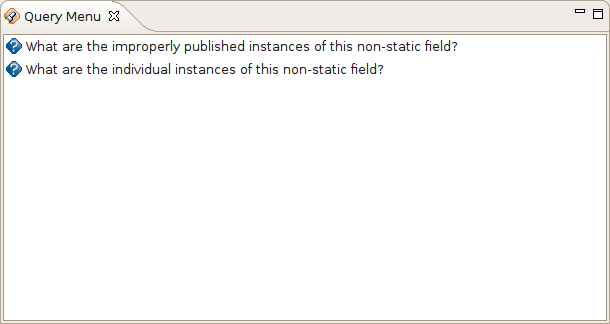 Query Menu
What are the improperly published instances of this non-static field?
What are the individual instances of this non-static field?